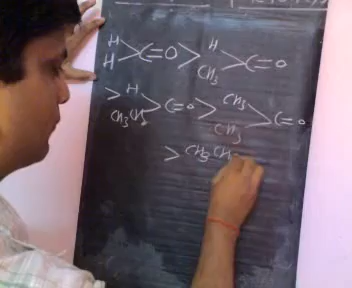 H H >C=O > H CH3 >C=O
> H CH3CH2 >C=O > CH3 CH3 >C=O
> CH3CH2